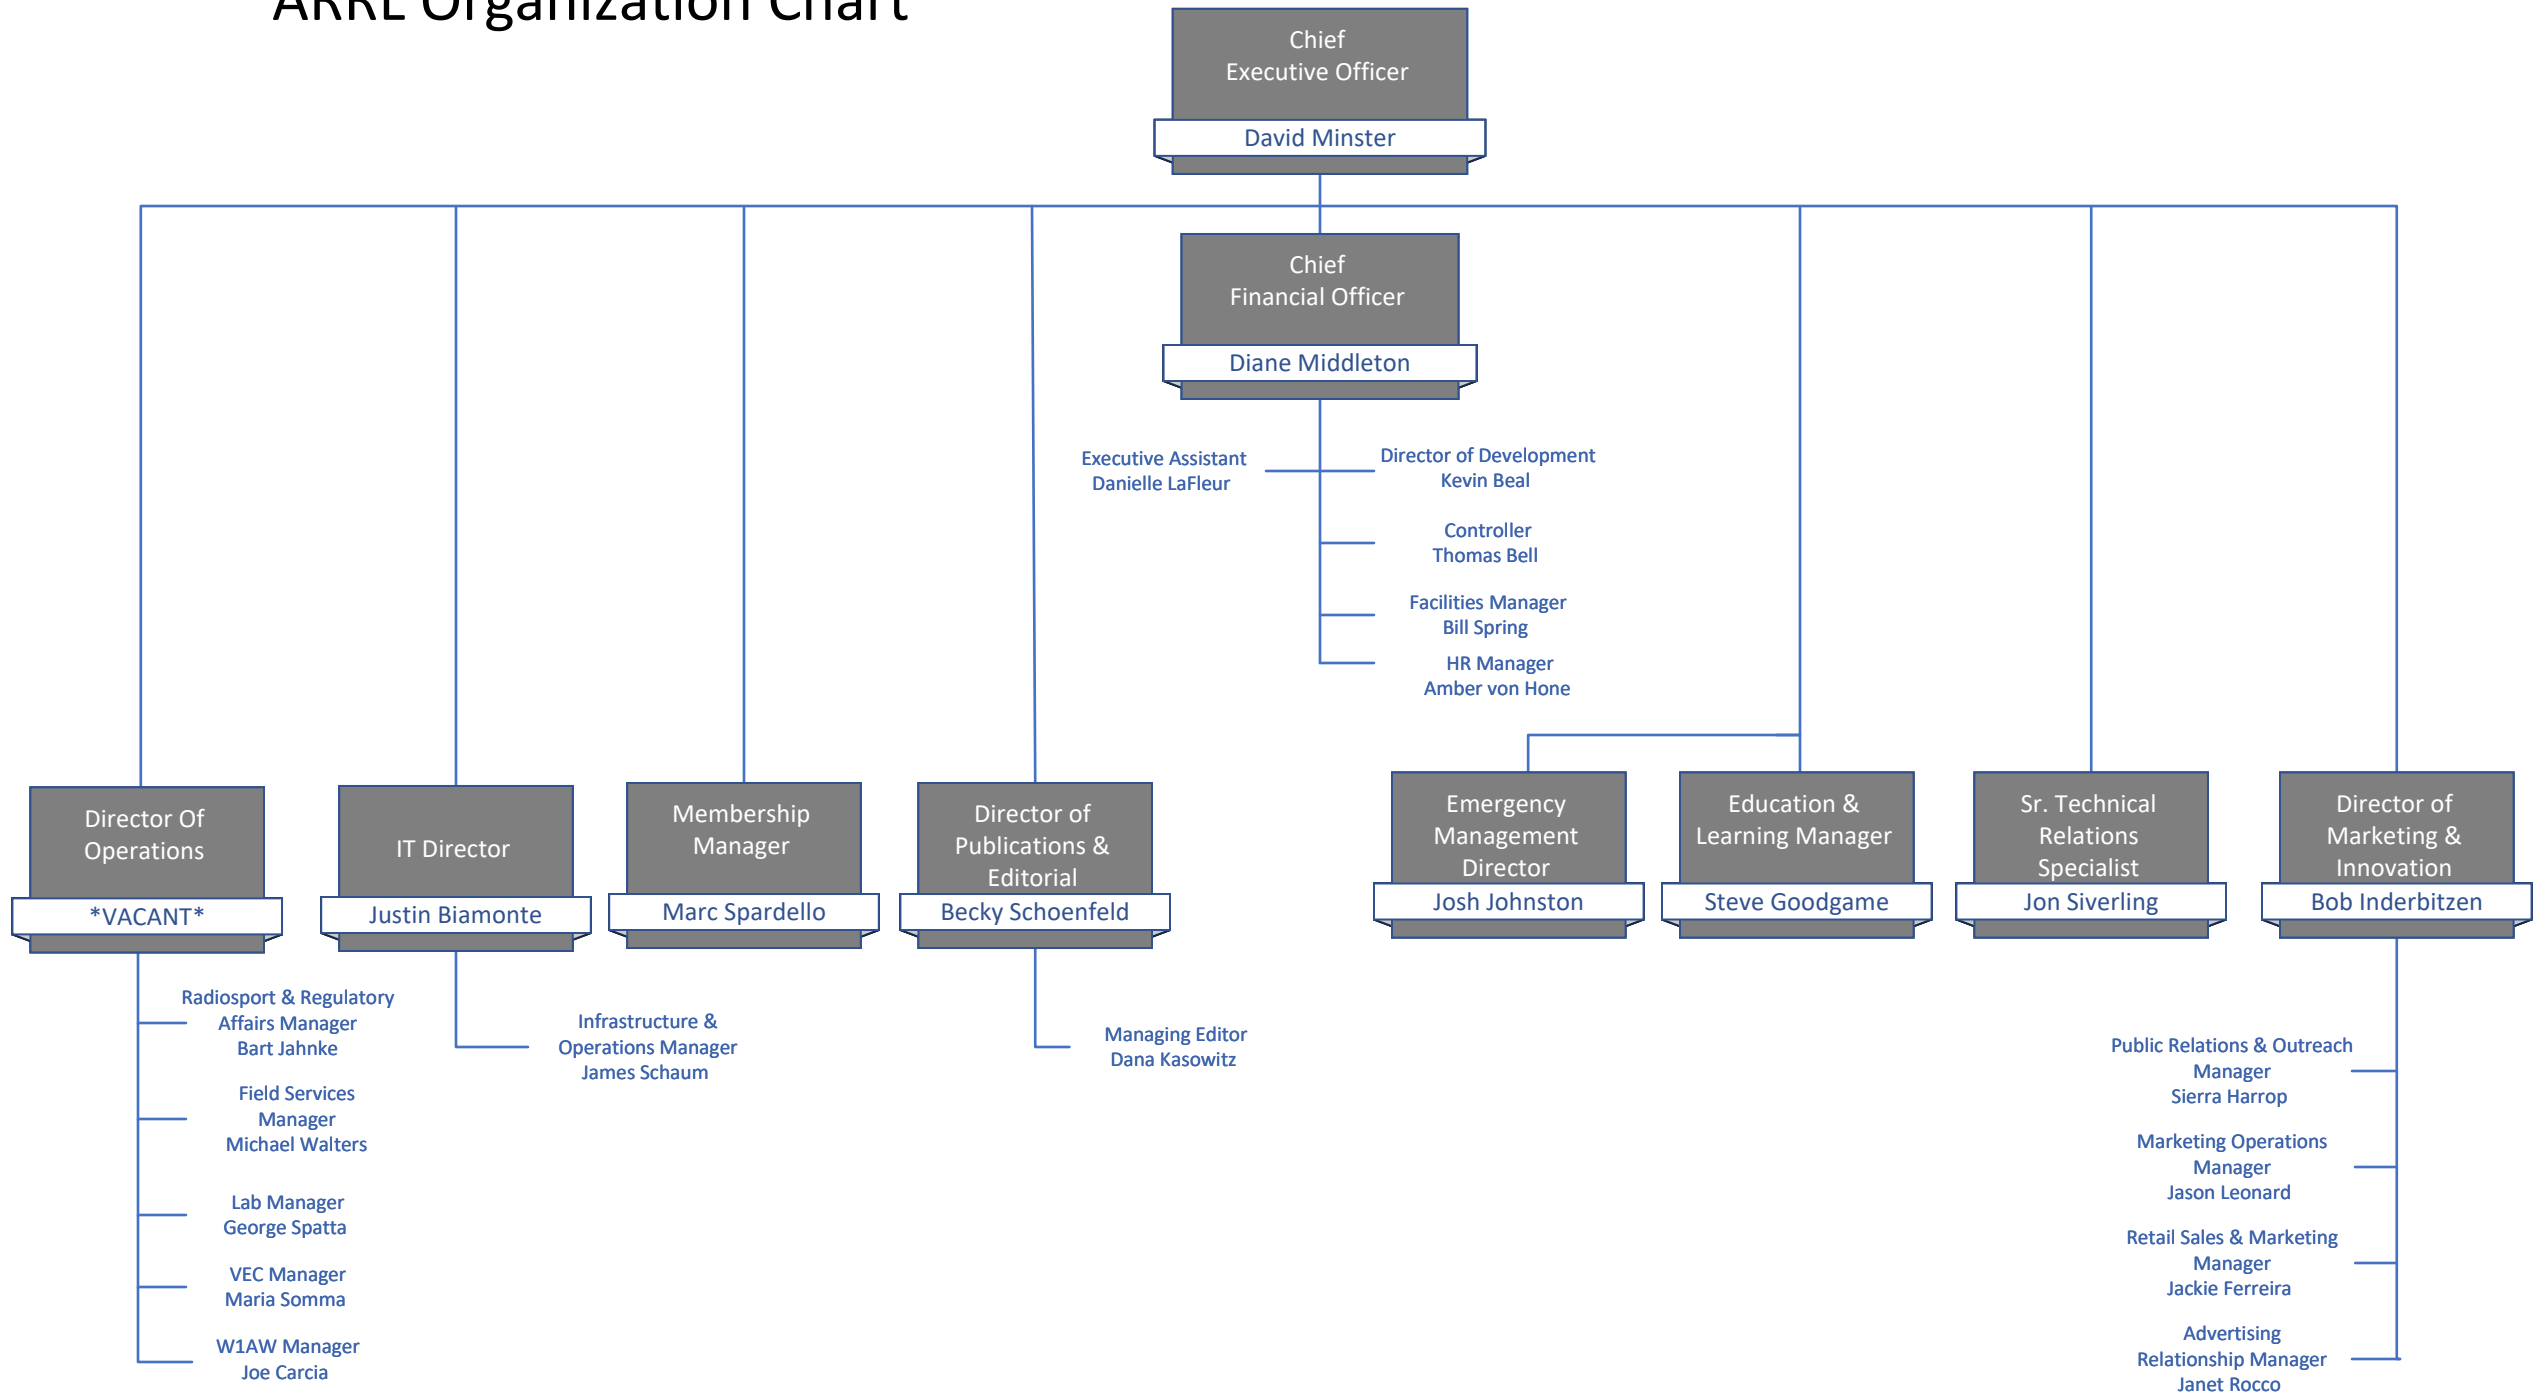 ARRL Organization Chart
Chief
Executive Officer
David Minster
Chief
Financial Officer
Diane Middleton
Executive Assistant
Danielle LaFleur
Director of Development
Kevin Beal
Controller
Thomas Bell
Facilities Manager
Bill Spring
HR Manager
Amber von Hone
Director Of
Operations
*VACANT*
Radiosport & Regulatory
Affairs Manager
Bart Jahnke
Field Services
Manager
Michael Walters
Lab Manager
George Spatta
VEC Manager
Maria Somma
W1AW Manager
Joe Carcia
IT Director
Justin Biamonte
Infrastructure &
Operations Manager
James Schaum
Membership
Manager
Marc Spardello
Director of
Publications &
Editorial
Becky Schoenfeld
Managing Editor
Dana Kasowitz
Emergency
Management
Director
Josh Johnston
Education &
Learning Manager
Steve Goodgame
Sr. Technical
Relations
Specialist
Jon Siverling
Director of
Marketing &
Innovation
Bob Inderbitzen
Public Relations & Outreach
Manager
Sierra Harrop
Marketing Operations
Manager
Jason Leonard
Retail Sales & Marketing
Manager
Jackie Ferreira
Advertising
Relationship Manager
Janet Rocco